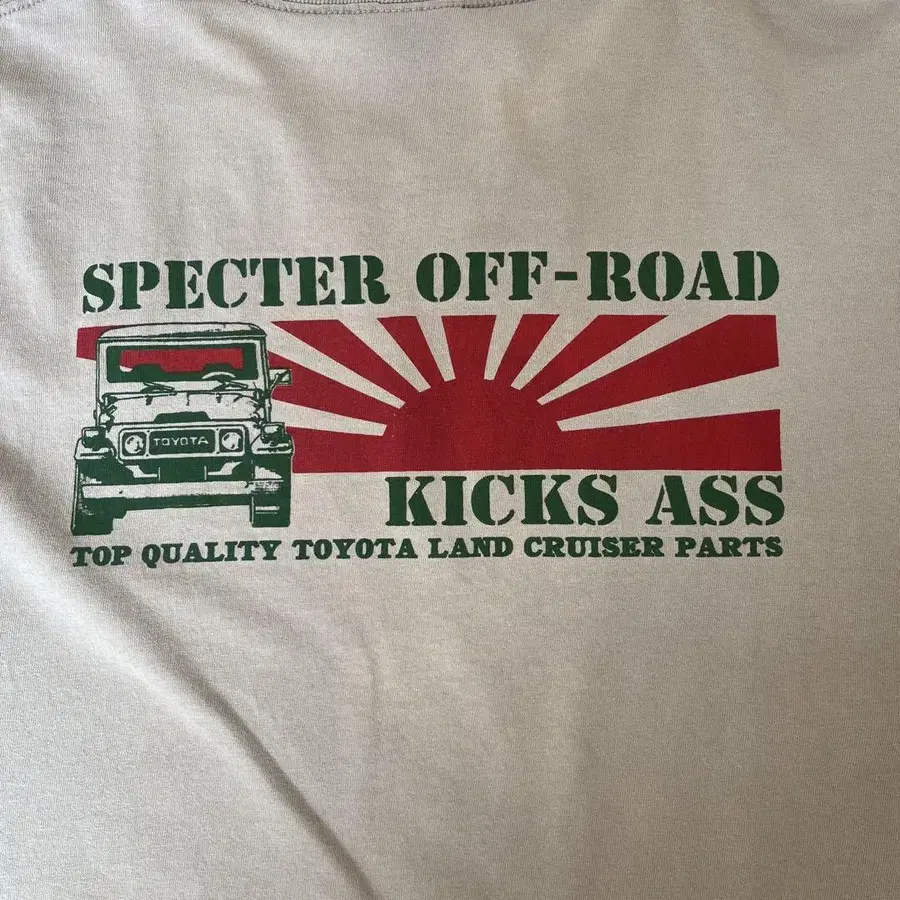 SPECTER OFF-ROAD
TOYOTA
KICKS ASS
TOP QUALITY TOYOTA LAND CRUISER PARTS